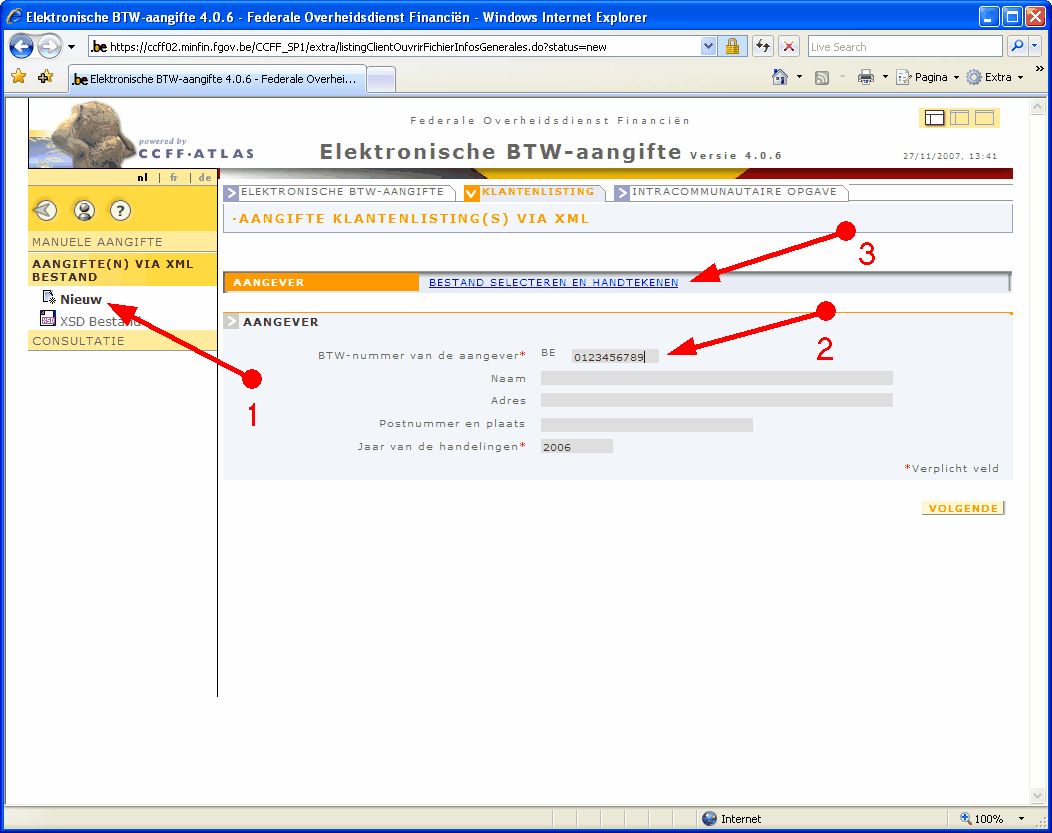 Elektronische BTW-aangifte 4.0.6 - Federale Overheidsdienst Financiën - Windows Internet Explorer
.be https://ccff02.minfin.fgov.be/CCFF_SP1/extra/listingClientOuvrirFichierInfosGenerales.do?status=new
Live Search
.be Elektronische BTW-aangifte 4.0.6 - Federale Overhei...
Pagina
Extra
powered by
CCFF-ATLAS
Federale Overheidsdienst Financiën
Elektronische BTW-aangifte Versie 4.0.6
27/11/2007, 13:41
nl | fr | de
ELEKTRONISCHE BTW-AANGIFTE
KLANTENLISTING
INTRACOMMUNAUTAIRE OPGAVE
·AANGIFTE KLANTENLISTING(S) VIA XML
MANUELE AANGIFTE
AANGIFTE(N) VIA XML
BESTAND
Nieuw
XSD Bestand
CONSULTATIE
1
3
AANGEVER
BESTAND SELECTEREN EN HANDTEKENEN
AANGEVER
2
BTW-nummer van de aangever* BE 0123456789
Naam
Adres
Postnummer en plaats
Jaar van de handelingen* 2006
*Verplicht veld
VOLGENDE
Internet
100%